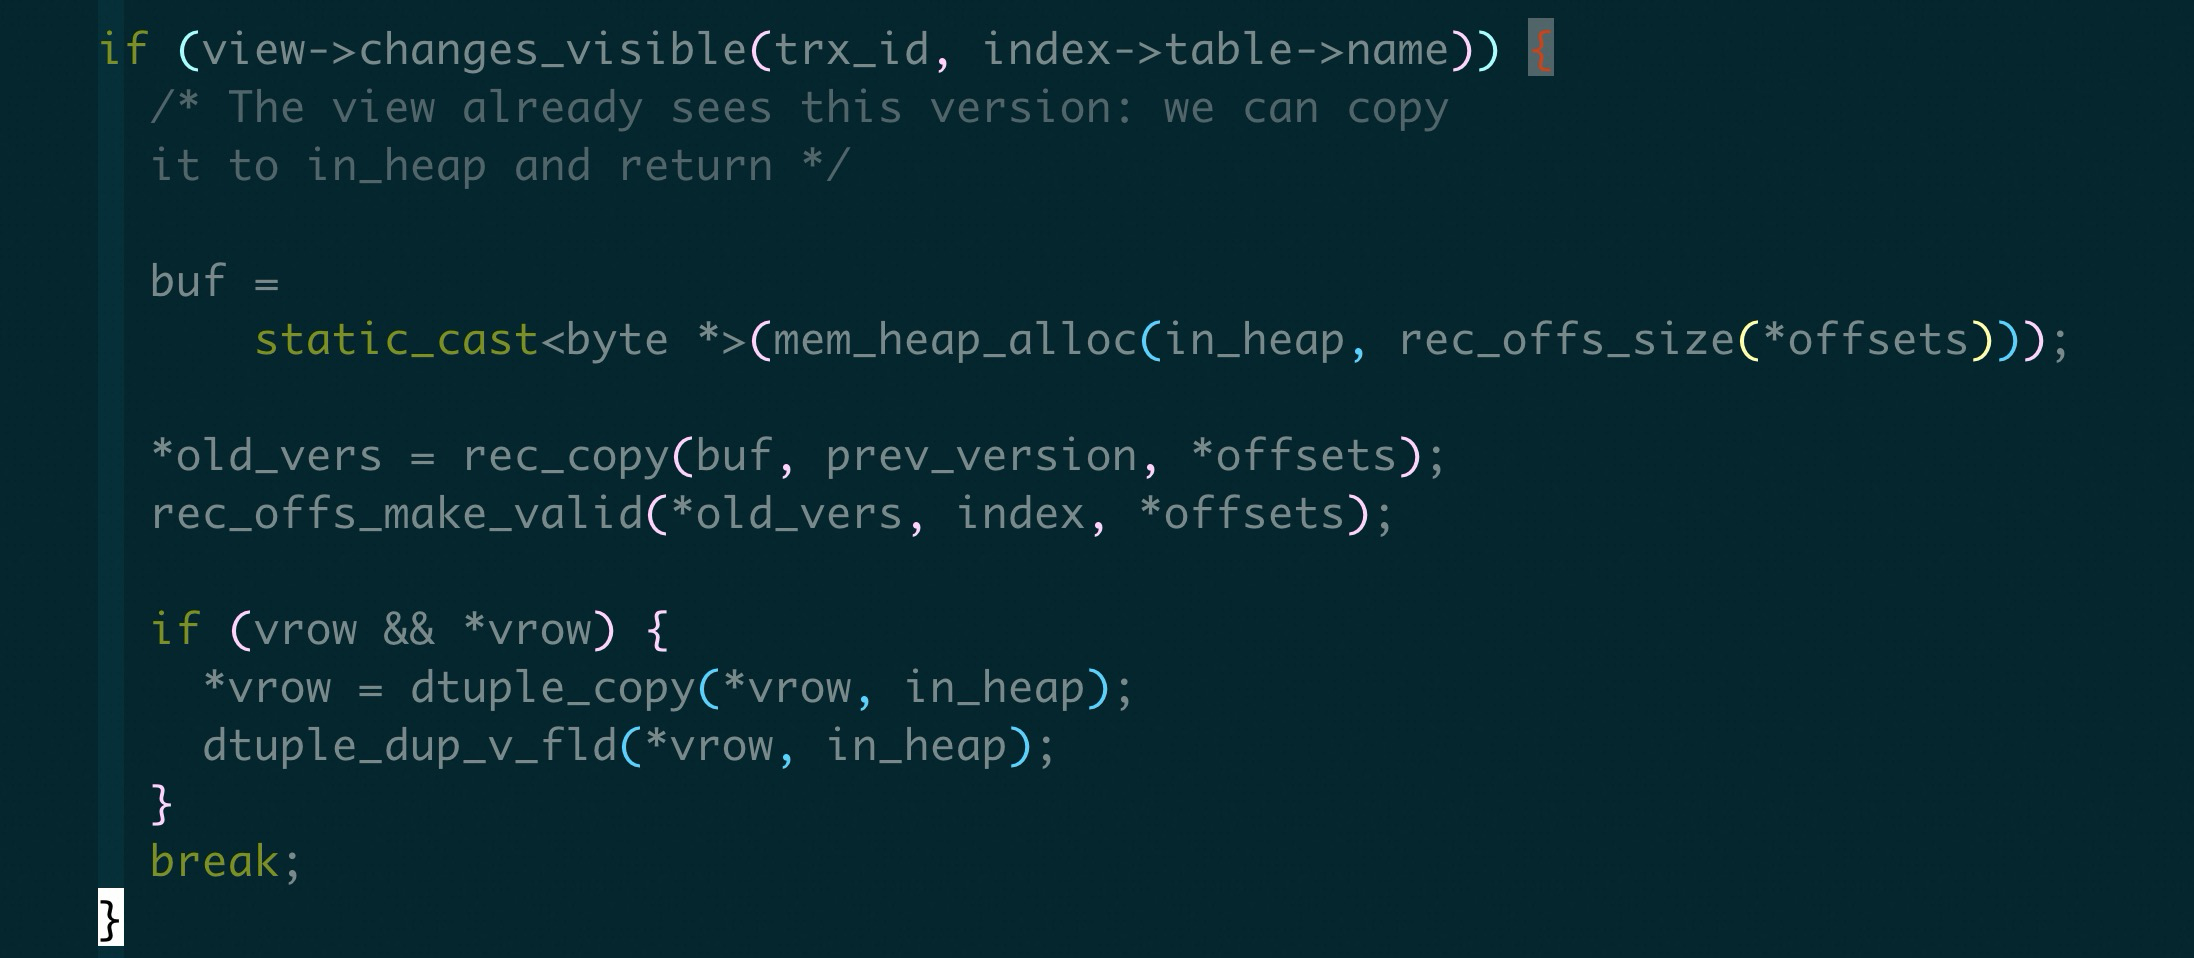 if (view->changes_visible(trx_id, index->table->name)) {
/* The view already sees this version: we can copy
it to in_heap and return */
buf =
static_cast<byte *>(mem_heap_alloc(in_heap, rec_offs_size(*offsets)));
*old_vers = rec_copy(buf, prev_version, *offsets);
rec_offs_make_valid(*old_vers, index, *offsets);
if (vrow && *vrow) {
*vrow = dtuple_copy(*vrow, in_heap);
dtuple_dup_v_fld(*vrow, in_heap);
}
break;
}